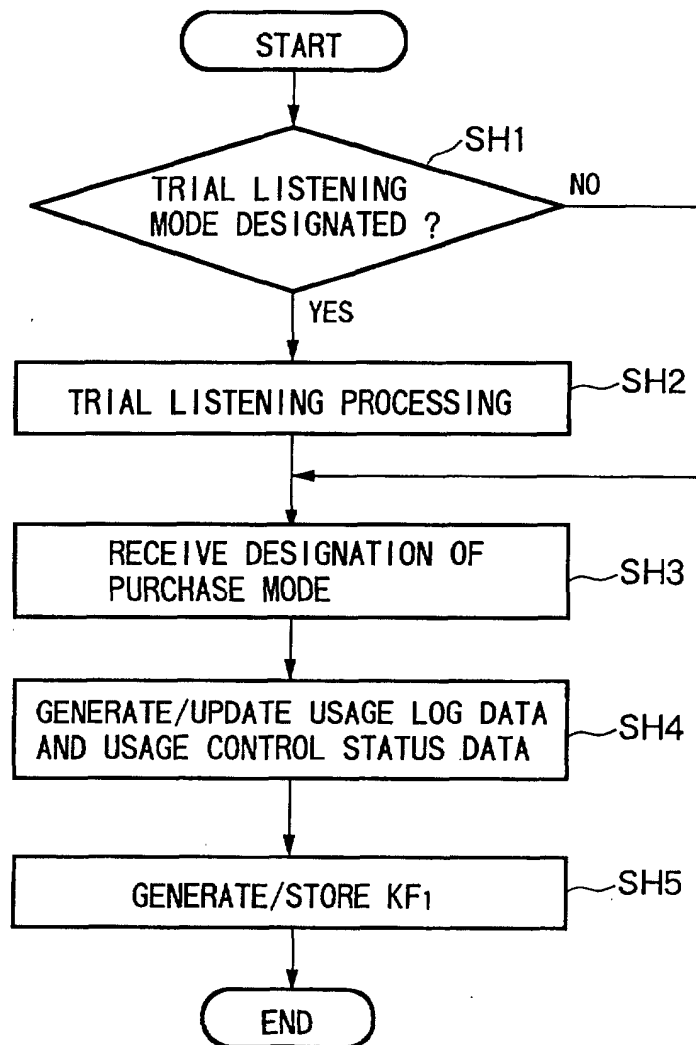 START
SH1
TRIAL LISTENING
MODE DESIGNATED ?
NO
YES
TRIAL LISTENING PROCESSING
SH2
RECEIVE DESIGNATION OF
PURCHASE MODE
SH3
GENERATE/UPDATE USAGE LOG DATA
AND USAGE CONTROL STATUS DATA
SH4
GENERATE/STORE KF1
SH5
END